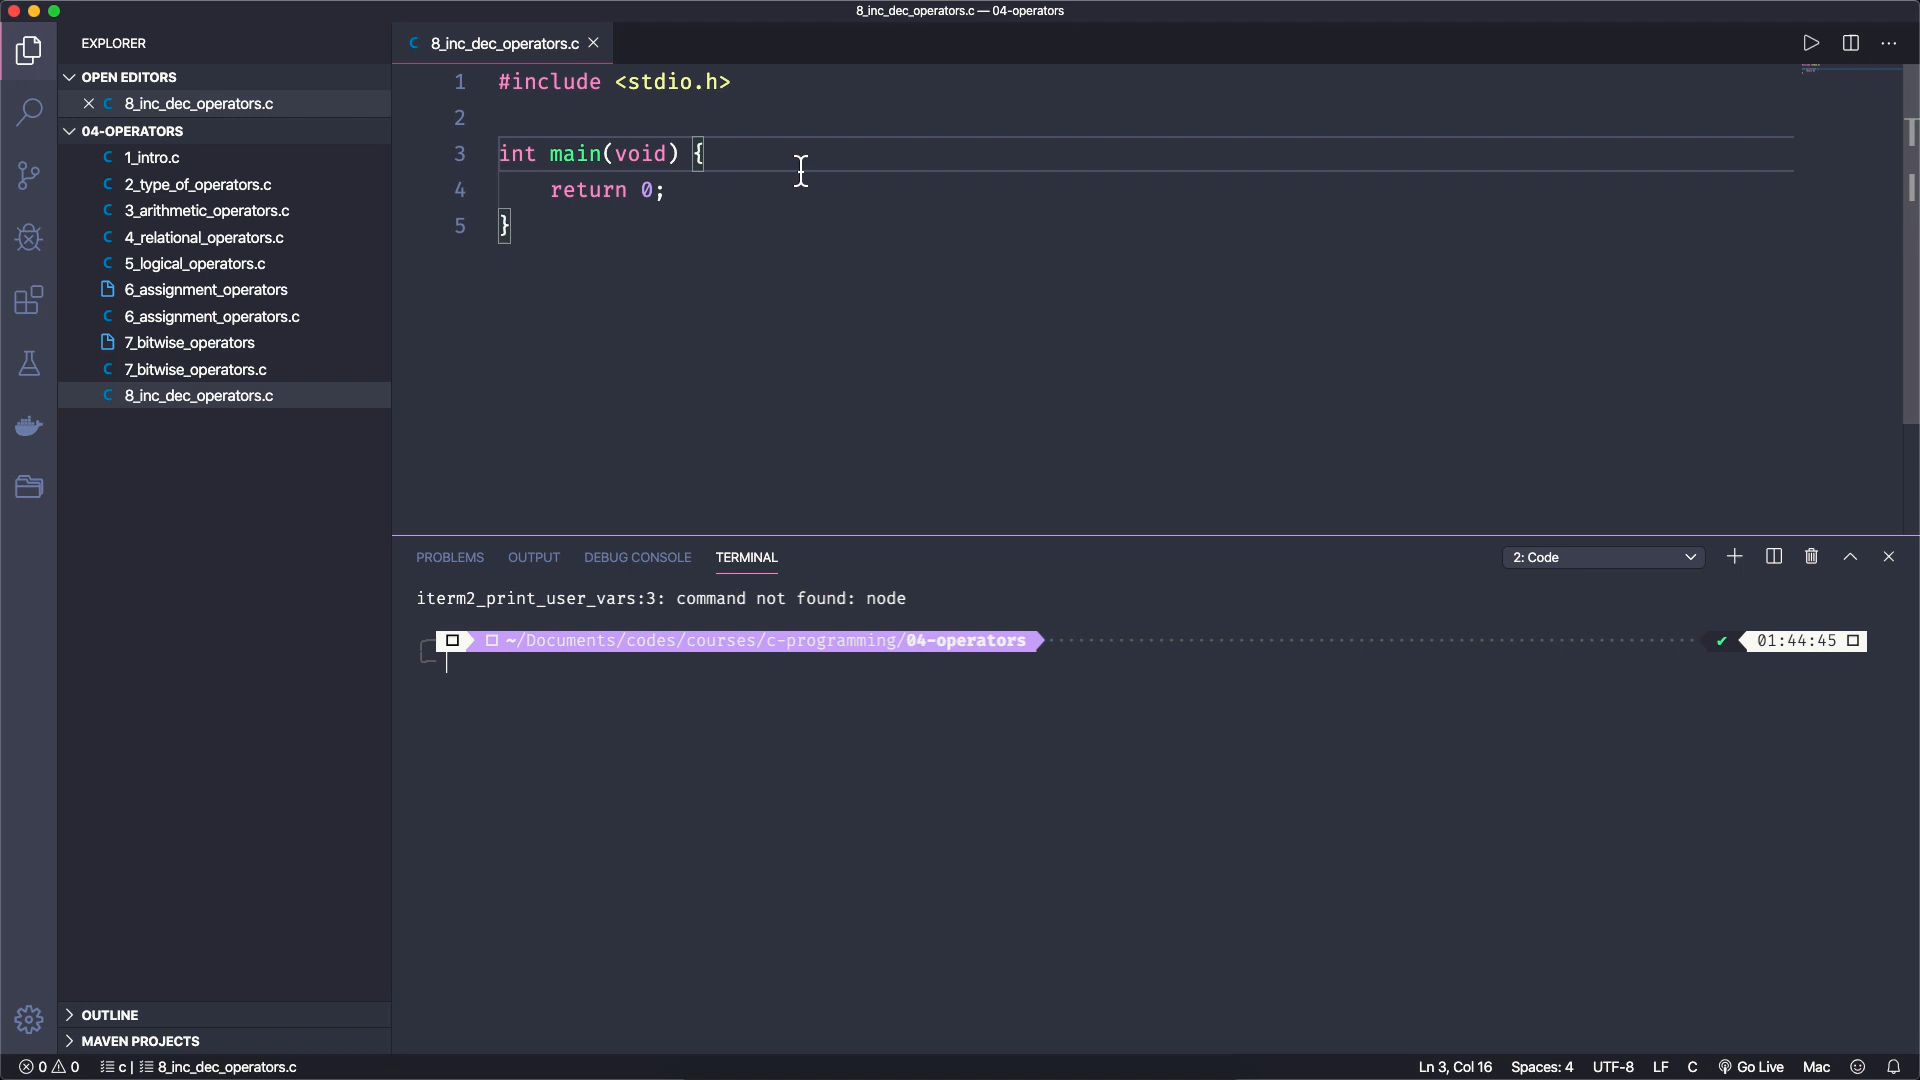 8_inc_dec_operators.c — 04-operators
EXPLORER
OPEN EDITORS
C 8_inc_dec_operators.c
04-OPERATORS
C 1_intro.c
C 2_type_of_operators.c
C 3_arithmetic_operators.c
C 4_relational_operators.c
C 5_logical_operators.c
6_assignment_operators
C 6_assignment_operators.c
7_bitwise_operators
C 7_bitwise_operators.c
C 8_inc_dec_operators.c
OUTLINE
MAVEN PROJECTS
C 8_inc_dec_operators.c
1 #include <stdio.h>
2
3 int main(void) {
4 return 0;
5 }
PROBLEMS OUTPUT DEBUG CONSOLE TERMINAL 2: Code
iterm2_print_user_vars:3: command not found: node
~/Documents/codes/courses/c-programming/04-operators ✔ 01:44:45
0 0 c | 8_inc_dec_operators.c Ln 3, Col 16 Spaces: 4 UTF-8 LF C Go Live Mac